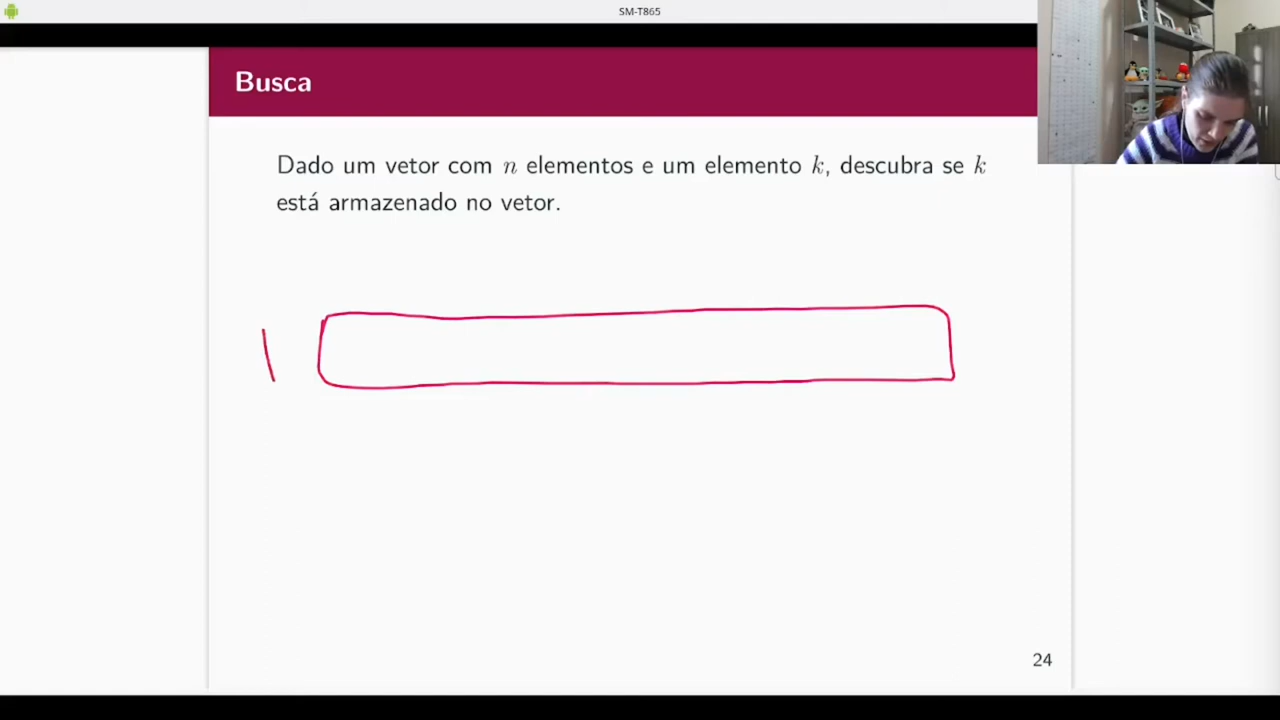 SM-T865
Busca
Dado um vetor com n elementos e um elemento k, descubra se k
está armazenado no vetor.
24